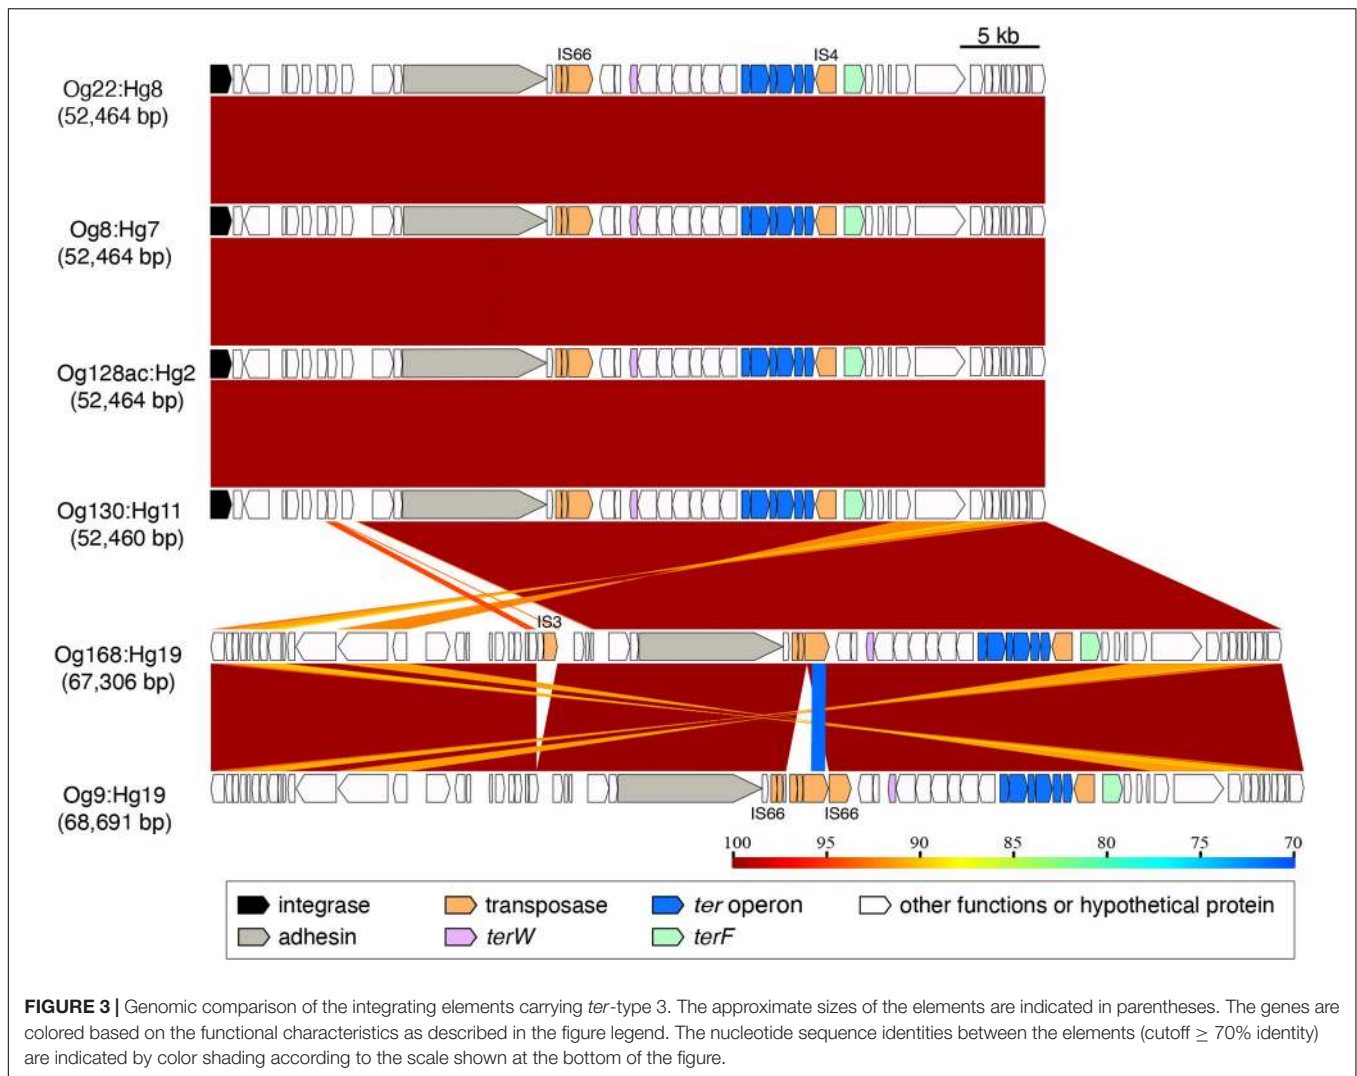 5 kb
IS66
IS4
Og22:Hg8
(52,464 bp)
Og8:Hg7
(52,464 bp)
Og128ac:Hg2
(52,464 bp)
Og130:Hg11
(52,460 bp)
IS3
Og168:Hg19
(67,306 bp)
Og9:Hg19
(68,691 bp)
IS66 IS66
100 95 90 85 80 75 70
integrase transposase ter operon other functions or hypothetical protein
adhesin terW terF
FIGURE 3 | Genomic comparison of the integrating elements carrying ter-type 3. The approximate sizes of the elements are indicated in parentheses. The genes are
colored based on the functional characteristics as described in the figure legend. The nucleotide sequence identities between the elements (cutoff ≥ 70% identity)
are indicated by color shading according to the scale shown at the bottom of the figure.